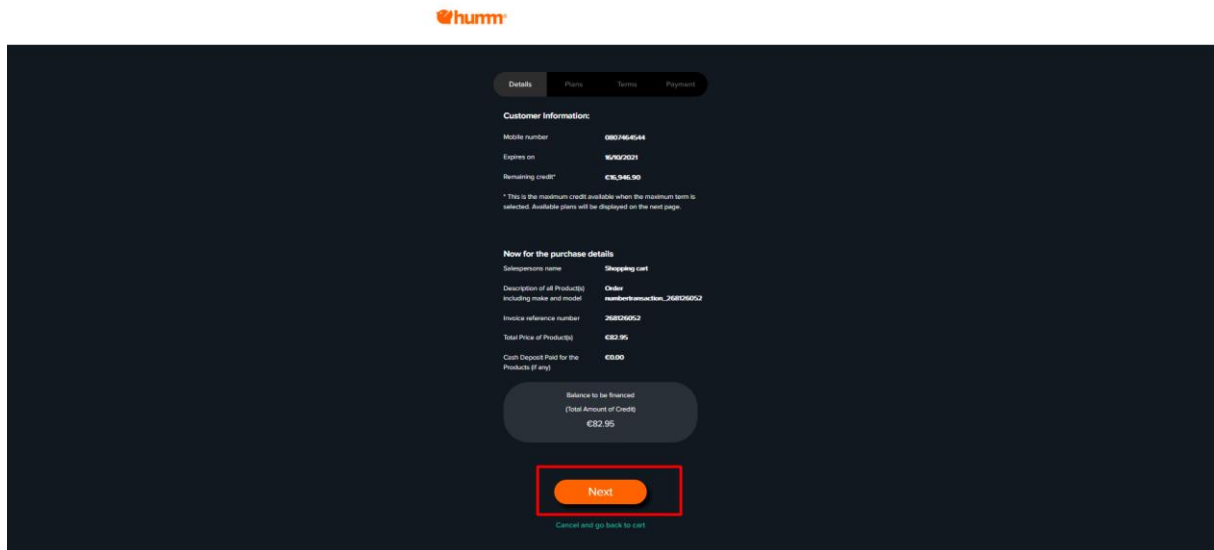 humm
Details Plans Terms Payment
Customer Information:
Mobile number 0807464544
Expires on 16/10/2021
Remaining credit* €16,946.90
* This is the maximum credit available when the maximum term is
selected. Available plans will be displayed on the next page.
Now for the purchase details
Salespersons name Shopping cart
Description of all Product(s) Order
including make and model numbertransaction_268126052
Invoice reference number 268126052
Total Price of Product(s) €82.95
Cash Deposit Paid for the €0.00
Products (if any)
Balance to be financed
(Total Amount of Credit)
€82.95
Next
Cancel and go back to cart